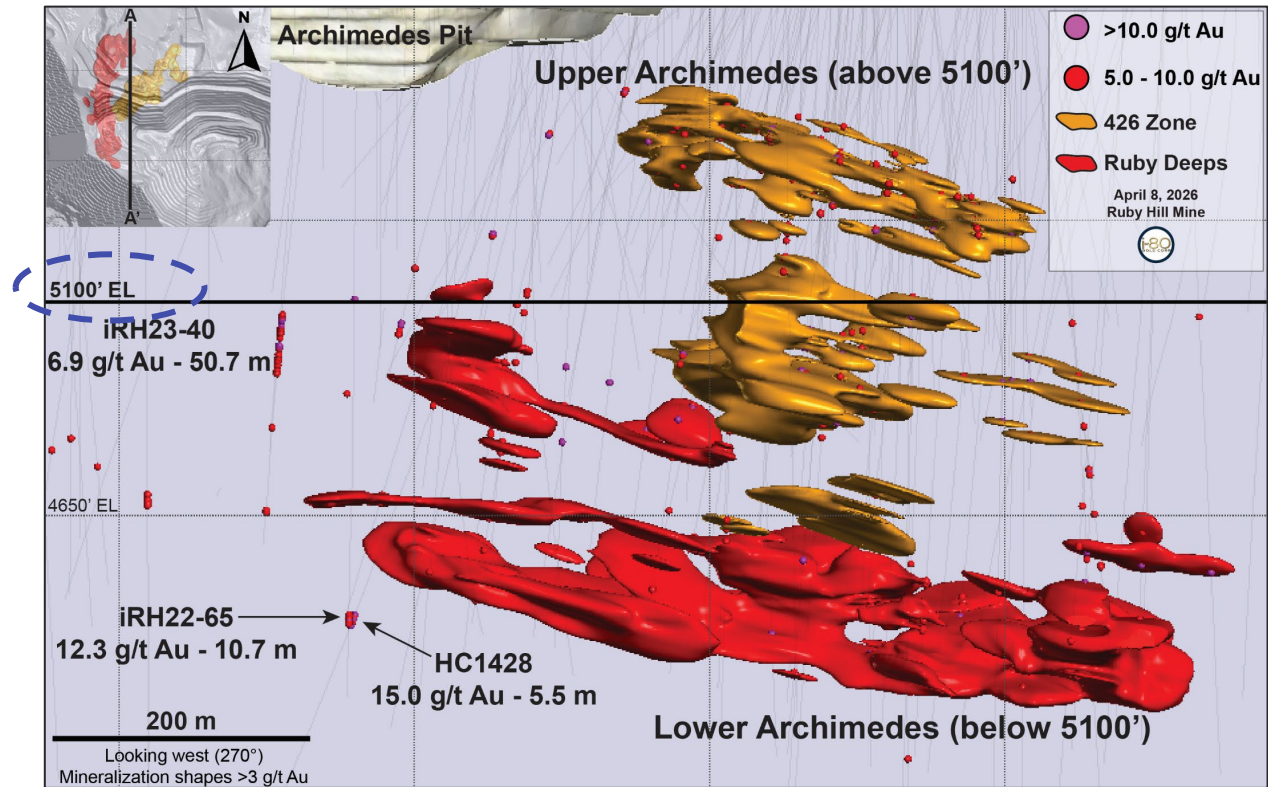 A
N
A'
Archimedes Pit
Upper Archimedes (above 5100')
>10.0 g/t Au
5.0 - 10.0 g/t Au
426 Zone
Ruby Deeps
April 8, 2026
Ruby Hill Mine
i-80
GOLD CORP
5100' EL
iRH23-40
6.9 g/t Au - 50.7 m
4650' EL
iRH22-65
12.3 g/t Au - 10.7 m
HC1428
15.0 g/t Au - 5.5 m
Lower Archimedes (below 5100')
200 m
Looking west (270°)
Mineralization shapes >3 g/t Au